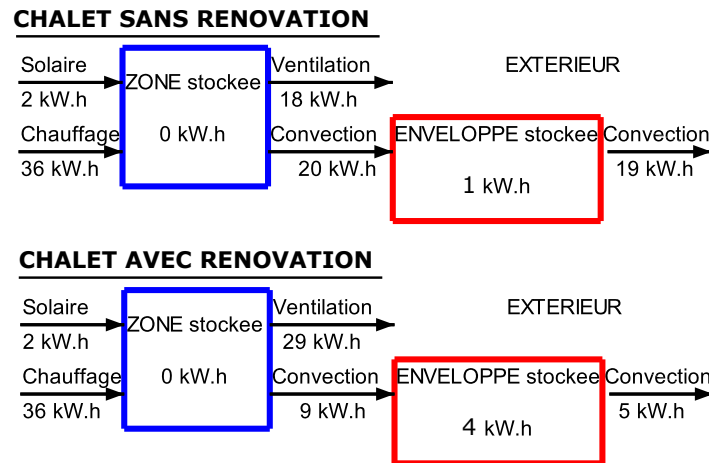 CHALET SANS RENOVATION
Solaire
2 kW.h
ZONE stockee
Ventilation
18 kW.h
EXTERIEUR
Chauffage
36 kW.h
0 kW.h
Convection
20 kW.h
ENVELOPPE stockee
1 kW.h
Convection
19 kW.h
CHALET AVEC RENOVATION
Solaire
2 kW.h
ZONE stockee
Ventilation
29 kW.h
EXTERIEUR
Chauffage
36 kW.h
0 kW.h
Convection
9 kW.h
ENVELOPPE stockee
4 kW.h
Convection
5 kW.h